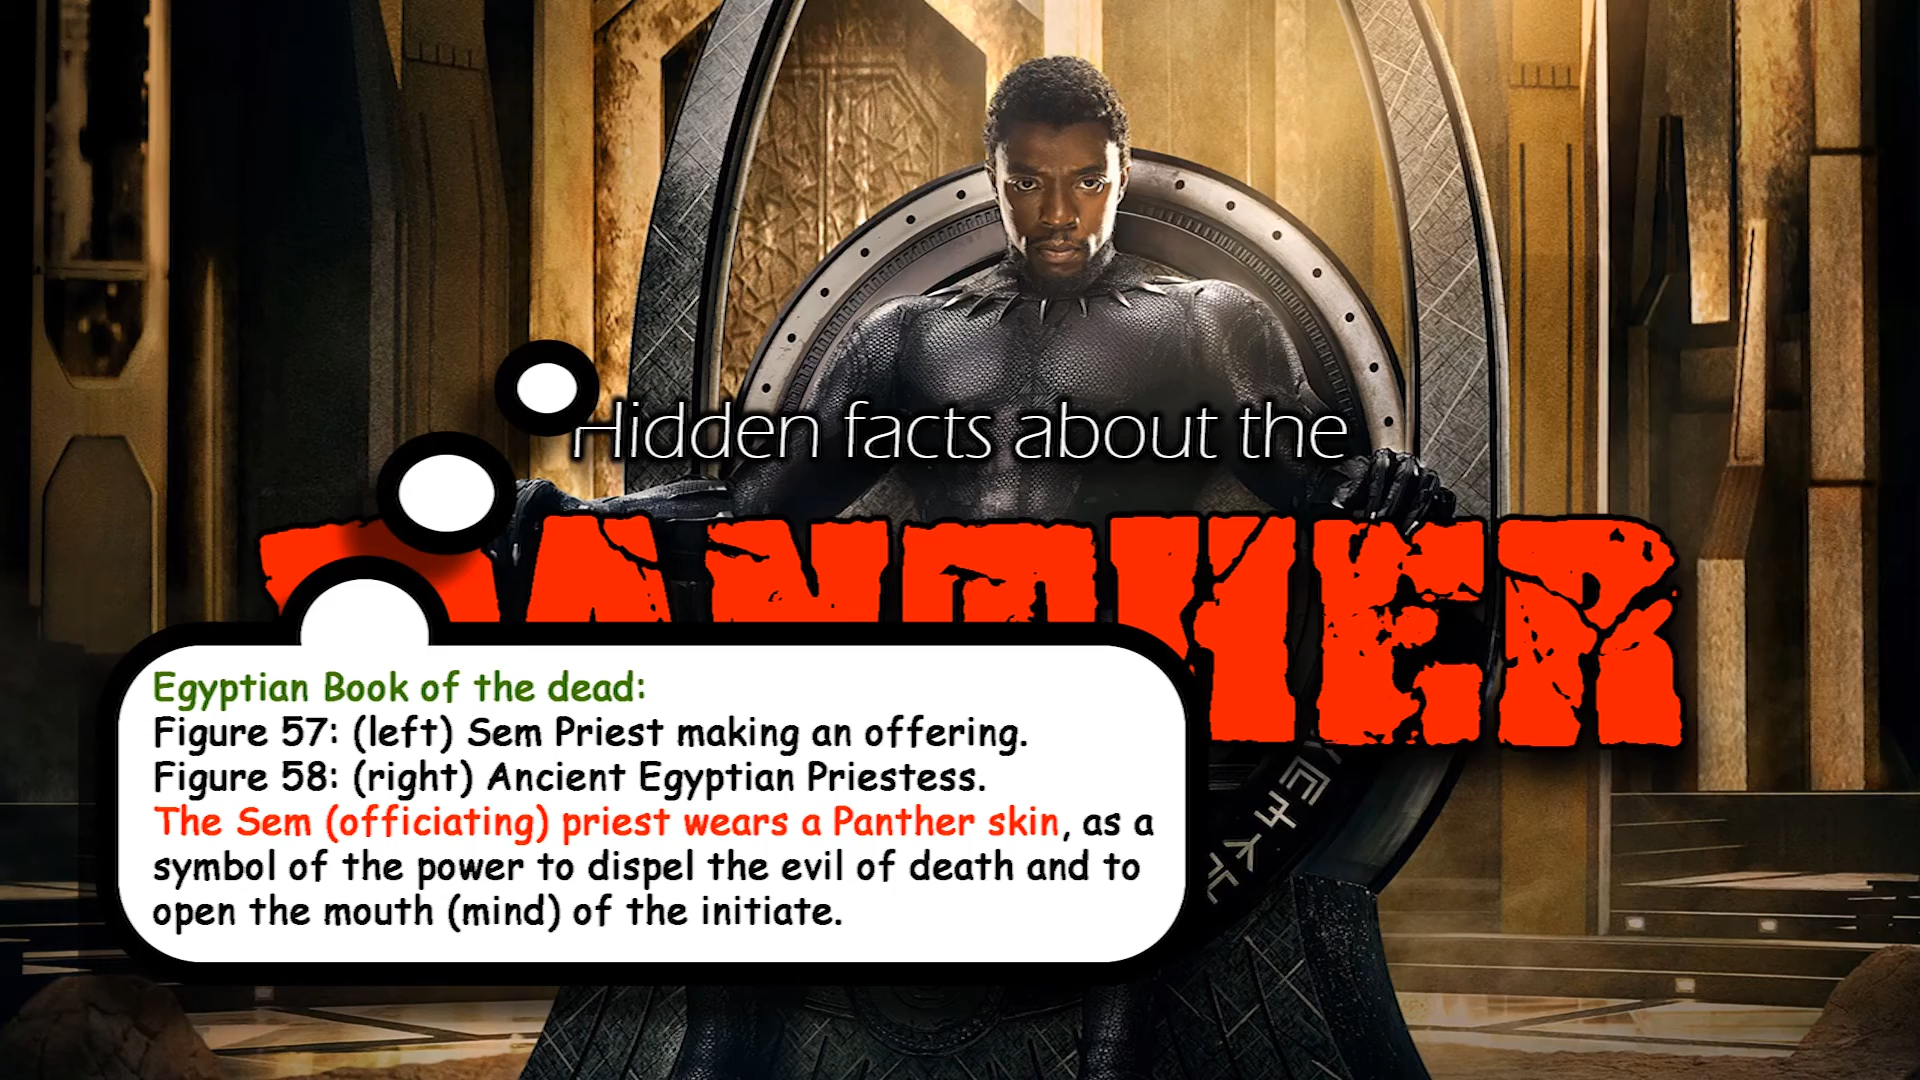 Hidden facts about the
PANTHER
Egyptian Book of the dead:
Figure 57: (left) Sem Priest making an offering.
Figure 58: (right) Ancient Egyptian Priestess.
The Sem (officiating) priest wears a Panther skin, as a
symbol of the power to dispel the evil of death and to
open the mouth (mind) of the initiate.